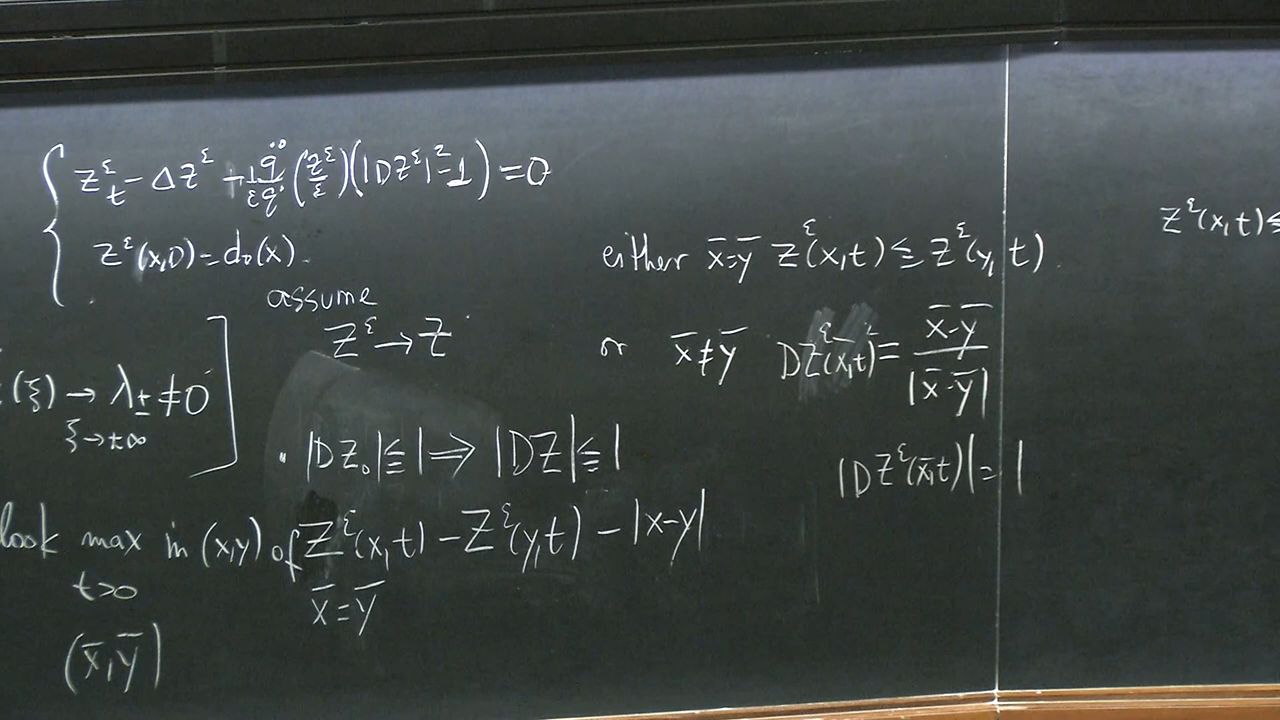 Z^ε_t - ΔZ^ε + 1/ε q̈/q̇ (Z^ε/ε)(|DZ^ε|²-1) = 0
Z^ε(x,0) = d₀(x)
assume
Z^ε → Z
(ξ) → λ± ≠ 0
ξ→±∞
• |DZ₀| ≤ 1 ⇒ |DZ| ≤ 1
look max in (x,y) of Z^ε(x,t) - Z^ε(y,t) - |x-y|
t>0
x̄ = ȳ
(x̄,ȳ)
either x̄=ȳ Z^ε(x,t) ≤ Z^ε(y,t)
or x̄≠ȳ DZ^ε(x̄,t) = x̄-ȳ / |x̄-ȳ|
|DZ^ε(x̄,t)| = 1
Z^ε(x,t) ≤